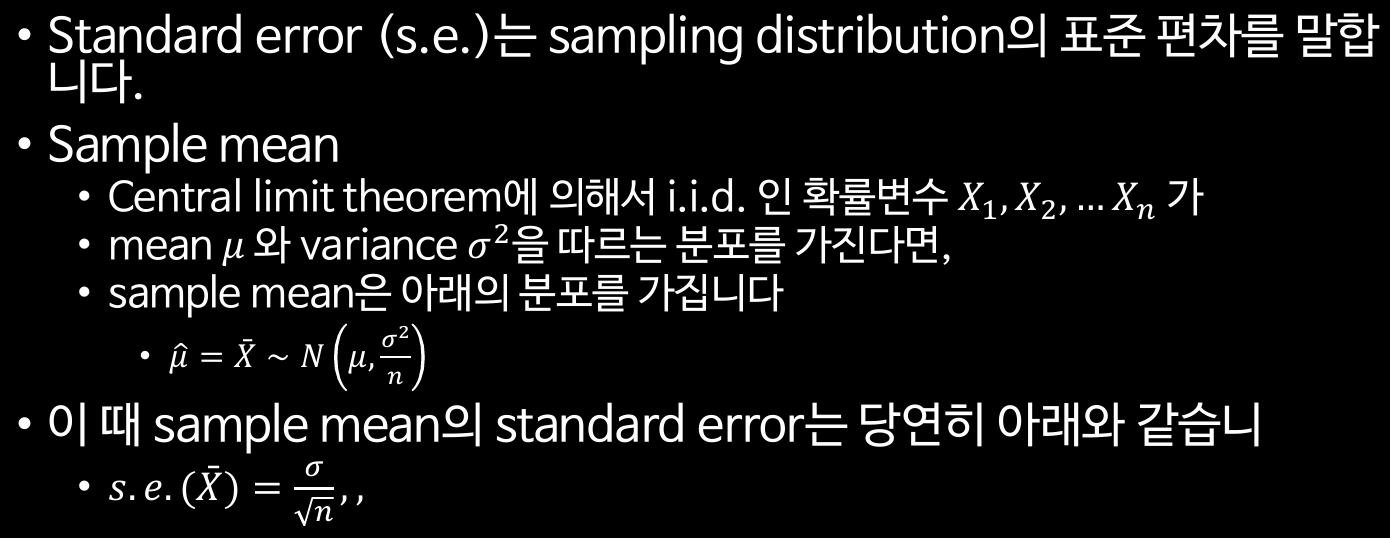 • Standard error (s.e.)는 sampling distribution의 표준 편차를 말합
니다.
• Sample mean
• Central limit theorem에 의해서 i.i.d. 인 확률변수 $X_1, X_2, \ldots X_n$ 가
• mean $\mu$ 와 variance $\sigma^2$을 따르는 분포를 가진다면,
• sample mean은 아래의 분포를 가집니다
• $\hat{\mu} = \bar{X} \sim N\left(\mu, \frac{\sigma^2}{n}\right)$
• 이 때 sample mean의 standard error는 당연히 아래와 같습니
• $s.e.(\bar{X}) = \frac{\sigma}{\sqrt{n}}, ,$